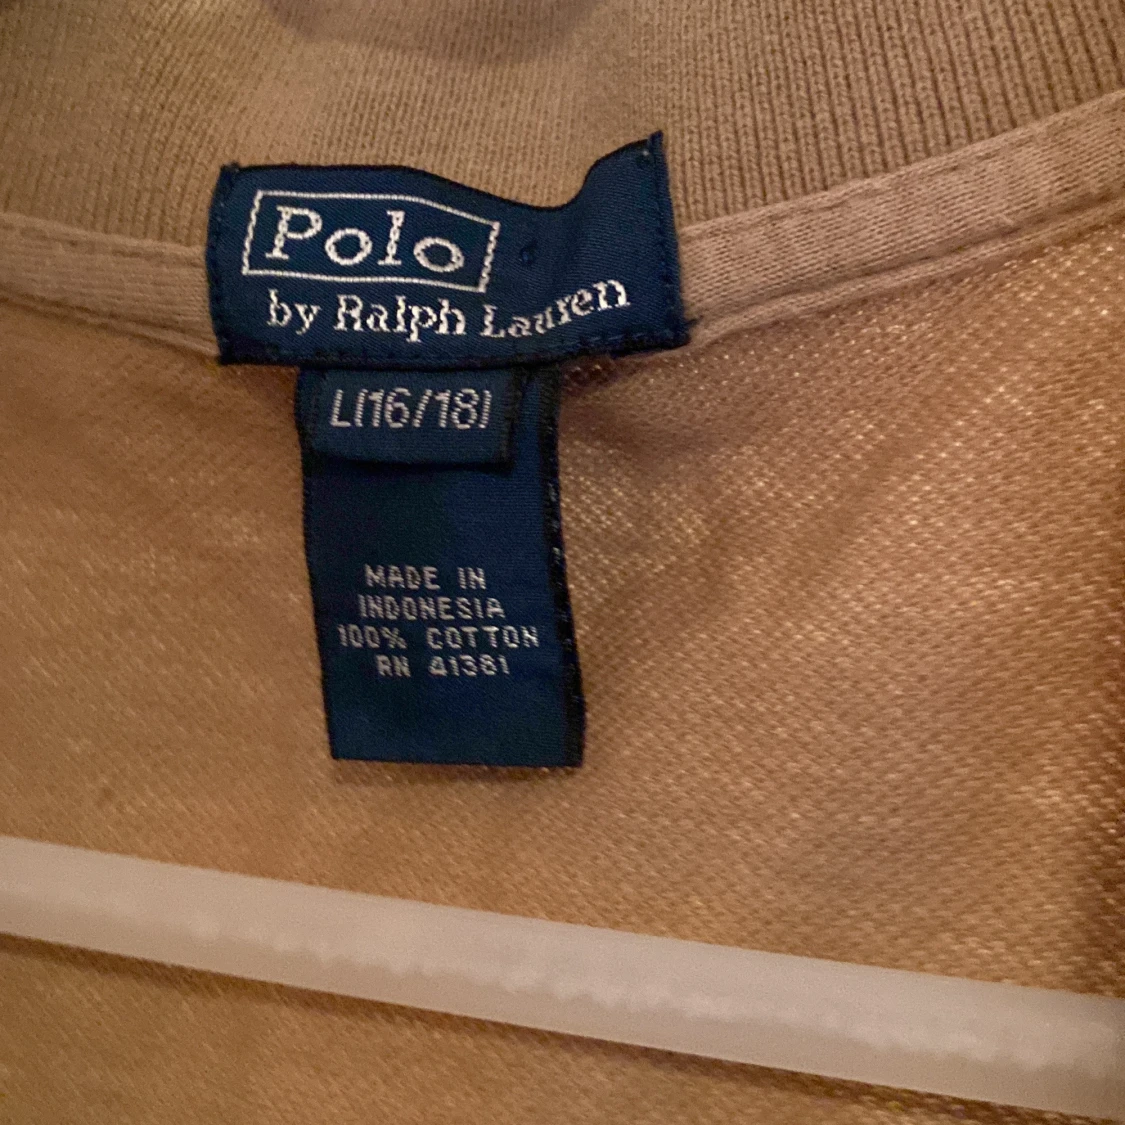 Polo
by Ralph Lauren
L(16/18)
MADE IN
INDONESIA
100% COTTON
RN 41381